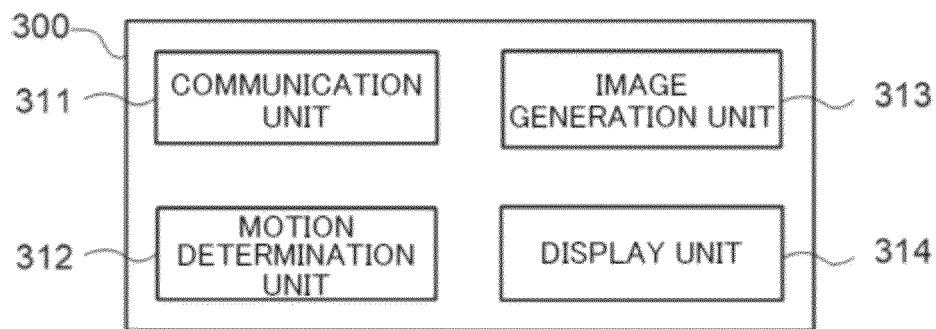 300
311
COMMUNICATION
UNIT
IMAGE
GENERATION UNIT
313
312
MOTION
DETERMINATION
UNIT
DISPLAY UNIT
314